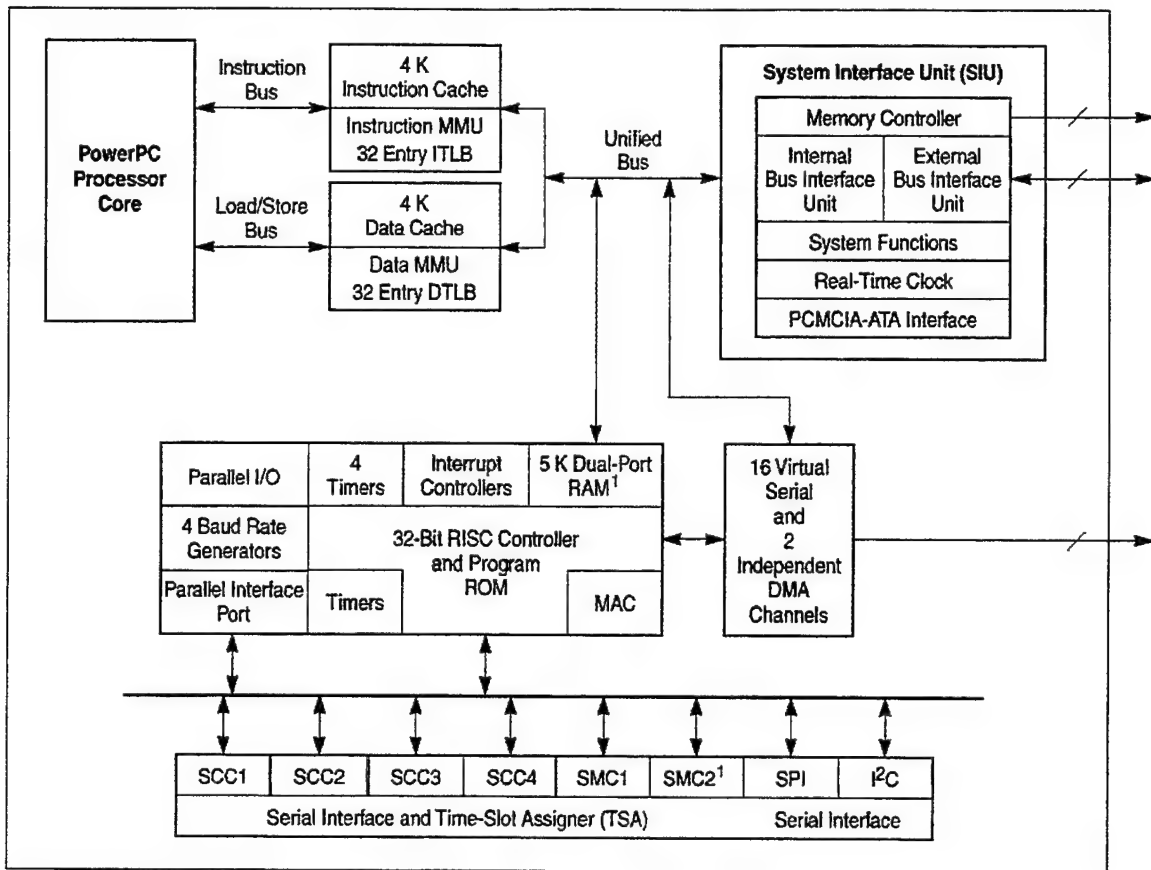 PowerPC
Processor
Core
Instruction
Bus
Load/Store
Bus
4 K
Instruction Cache
Instruction MMU
32 Entry ITLB
4 K
Data Cache
Data MMU
32 Entry DTLB
Unified
Bus
System Interface Unit (SIU)
Memory Controller
Internal
Bus Interface
Unit
External
Bus Interface
Unit
System Functions
Real-Time Clock
PCMCIA-ATA Interface
Parallel I/O
4
Timers
Interrupt
Controllers
5 K Dual-Port
RAM¹
4 Baud Rate
Generators
32-Bit RISC Controller
and Program
ROM
Parallel Interface
Port
Timers
MAC
16 Virtual
Serial
and
2
Independent
DMA
Channels
SCC1
SCC2
SCC3
SCC4
SMC1
SMC2¹
SPI
I²C
Serial Interface and Time-Slot Assigner (TSA)
Serial Interface